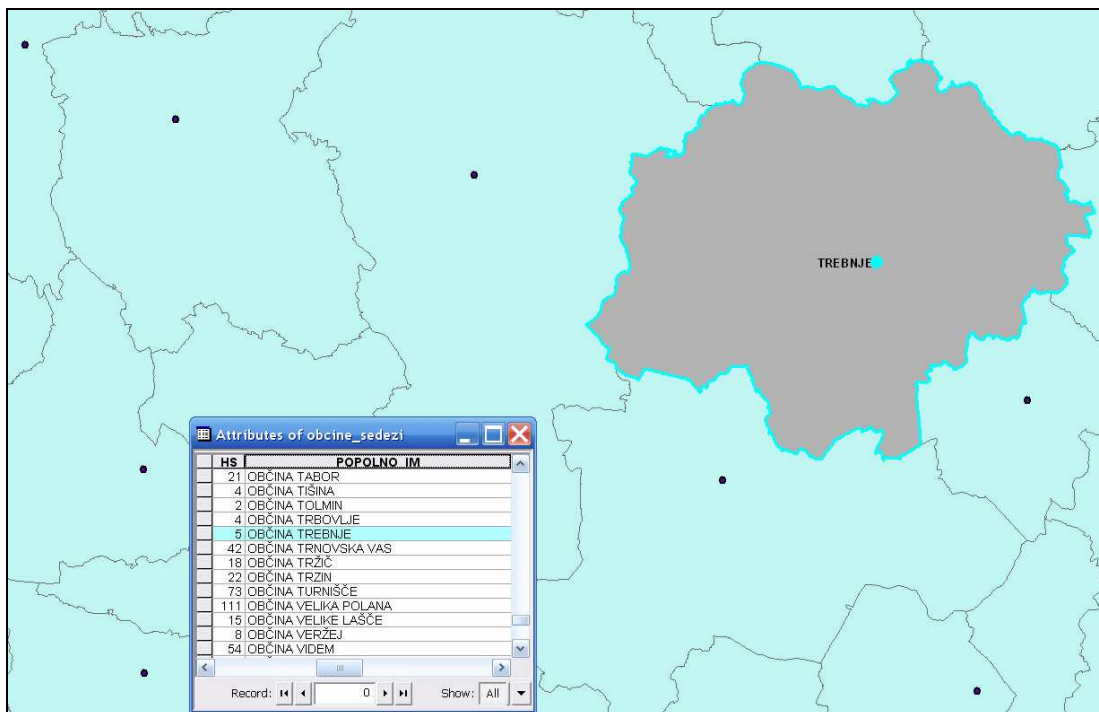 TREBNJE
Attributes of obcine_sedezi
HS POPOLNO_IM
21 OBČINA TABOR
4 OBČINA TIŠINA
2 OBČINA TOLMIN
4 OBČINA TRBOVLJE
5 OBČINA TREBNJE
42 OBČINA TRNOVSKA VAS
18 OBČINA TRŽIČ
22 OBČINA TRZIN
73 OBČINA TURNIŠČE
111 OBČINA VELIKA POLANA
15 OBČINA VELIKE LAŠČE
8 OBČINA VERŽEJ
54 OBČINA VIDEM
Record: 0 Show: All